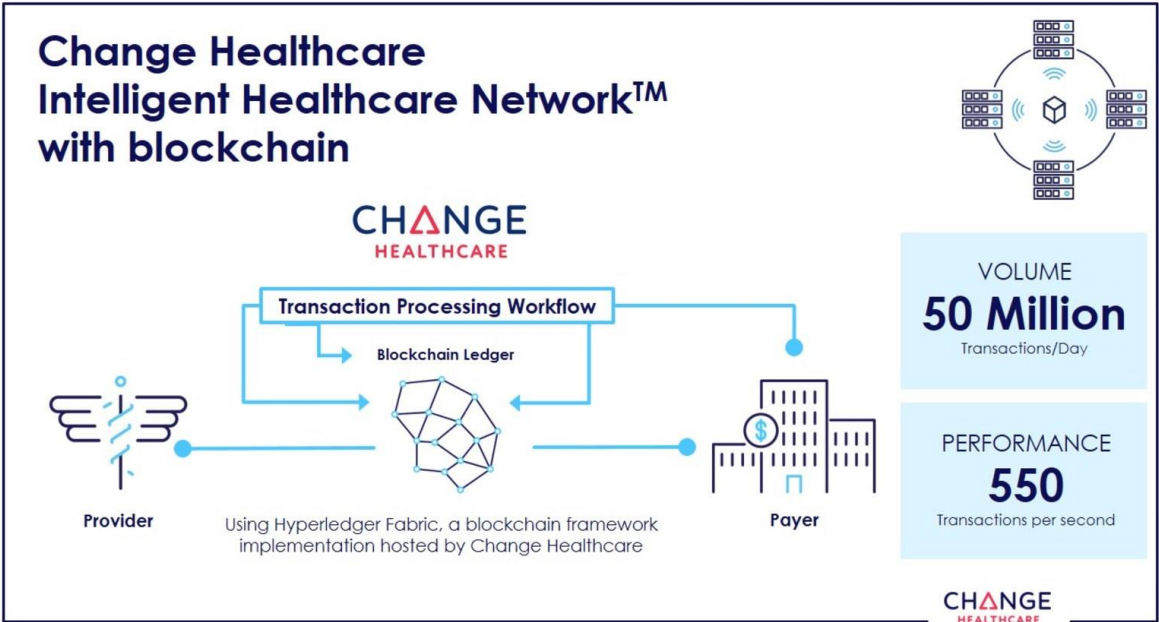 Change Healthcare
Intelligent Healthcare Network™
with blockchain
CHANGE
HEALTHCARE
Transaction Processing Workflow
Blockchain Ledger
Provider
Using Hyperledger Fabric, a blockchain framework
implementation hosted by Change Healthcare
$
Payer
VOLUME
50 Million
Transactions/Day
PERFORMANCE
550
Transactions per second
CHANGE
HEALTHCARE